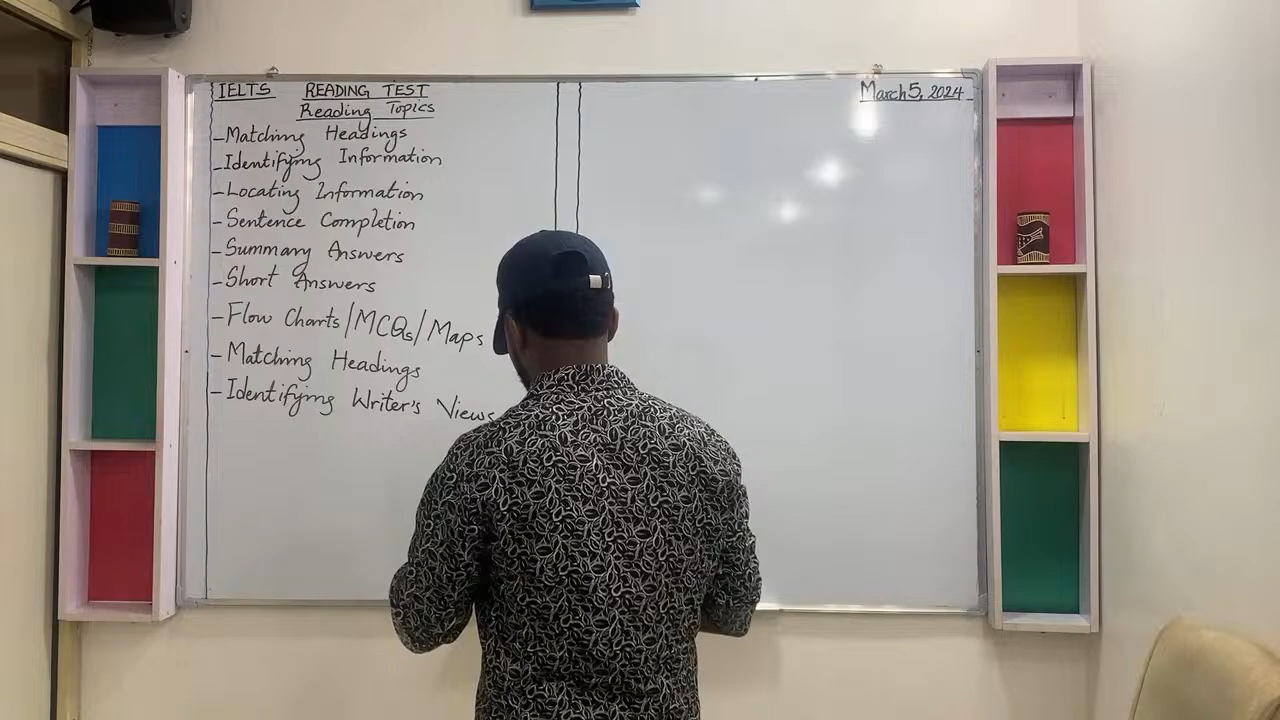 IELTS READING TEST
March 5, 2024
Reading Topics
- Matching Headings
- Identifying Information
- Locating Information
- Sentence Completion
- Summary Answers
- Short Answers
- Flow Charts/MCQs/Maps
- Matching Headings
- Identifying Writer's Views